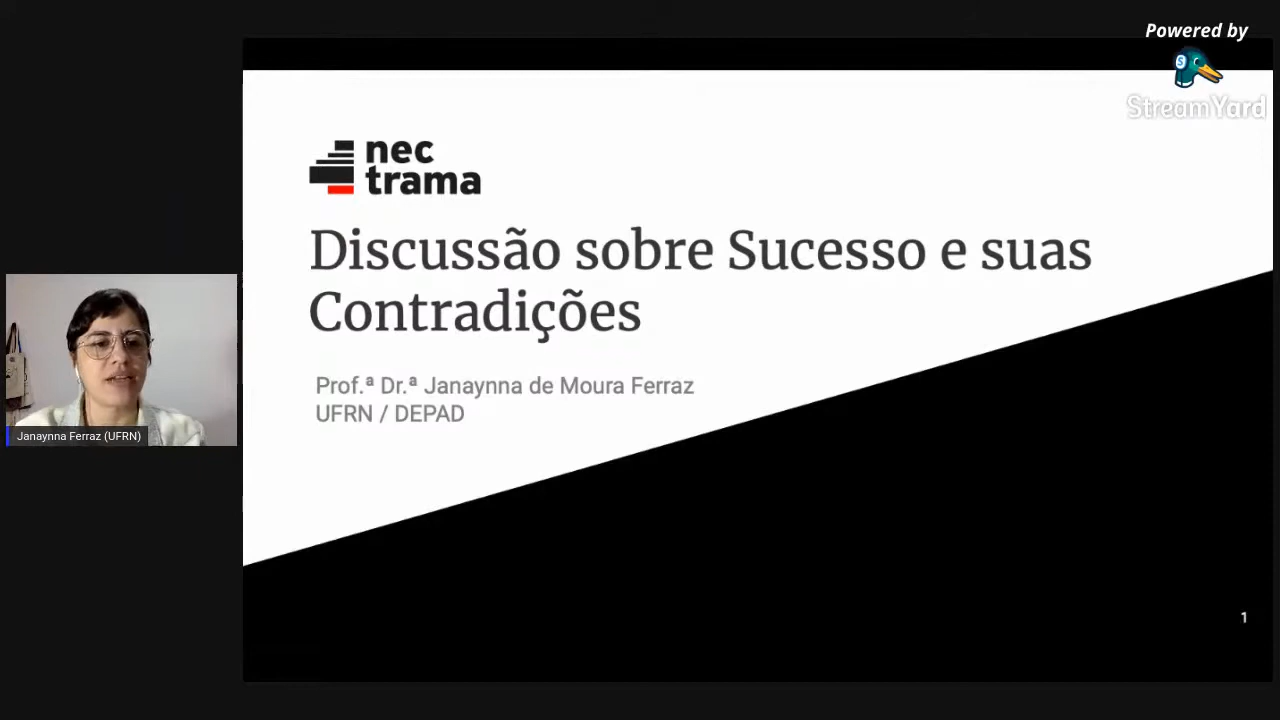 Powered by
StreamYard
nec
trama
Discussão sobre Sucesso e suas
Contradições
Prof.ª Dr.ª Janaynna de Moura Ferraz
UFRN / DEPAD
Janaynna Ferraz (UFRN)
1